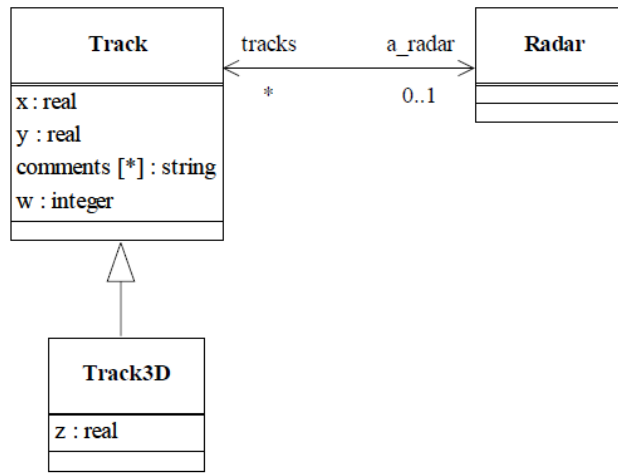 Track
tracks
a_radar
Radar
*
0..1
x : real
y : real
comments [*] : string
w : integer
Track3D
z : real